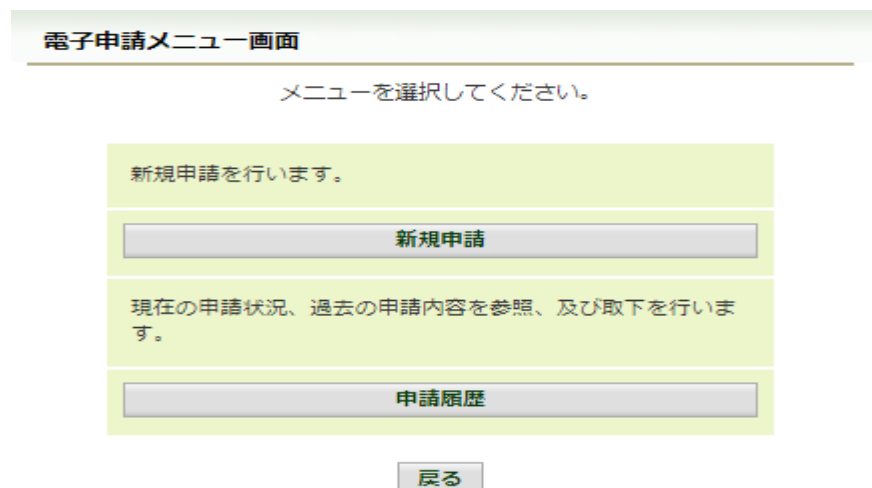 電子申請メニュー画面
メニューを選択してください。
新規申請を行います。
新規申請
現在の申請状況、過去の申請内容を参照、及び取下を行いま
す。
申請履歴
戻る